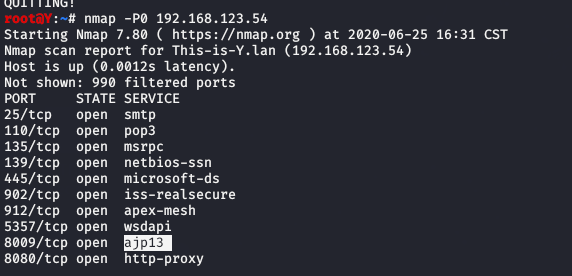 QUITTING!
root@Y:~# nmap -P0 192.168.123.54
Starting Nmap 7.80 ( https://nmap.org ) at 2020-06-25 16:31 CST
Nmap scan report for This-is-Y.lan (192.168.123.54)
Host is up (0.0012s latency).
Not shown: 990 filtered ports
PORT     STATE SERVICE
25/tcp   open  smtp
110/tcp  open  pop3
135/tcp  open  msrpc
139/tcp  open  netbios-ssn
445/tcp  open  microsoft-ds
902/tcp  open  iss-realsecure
912/tcp  open  apex-mesh
5357/tcp open  wsdapi
8009/tcp open  ajp13
8080/tcp open  http-proxy